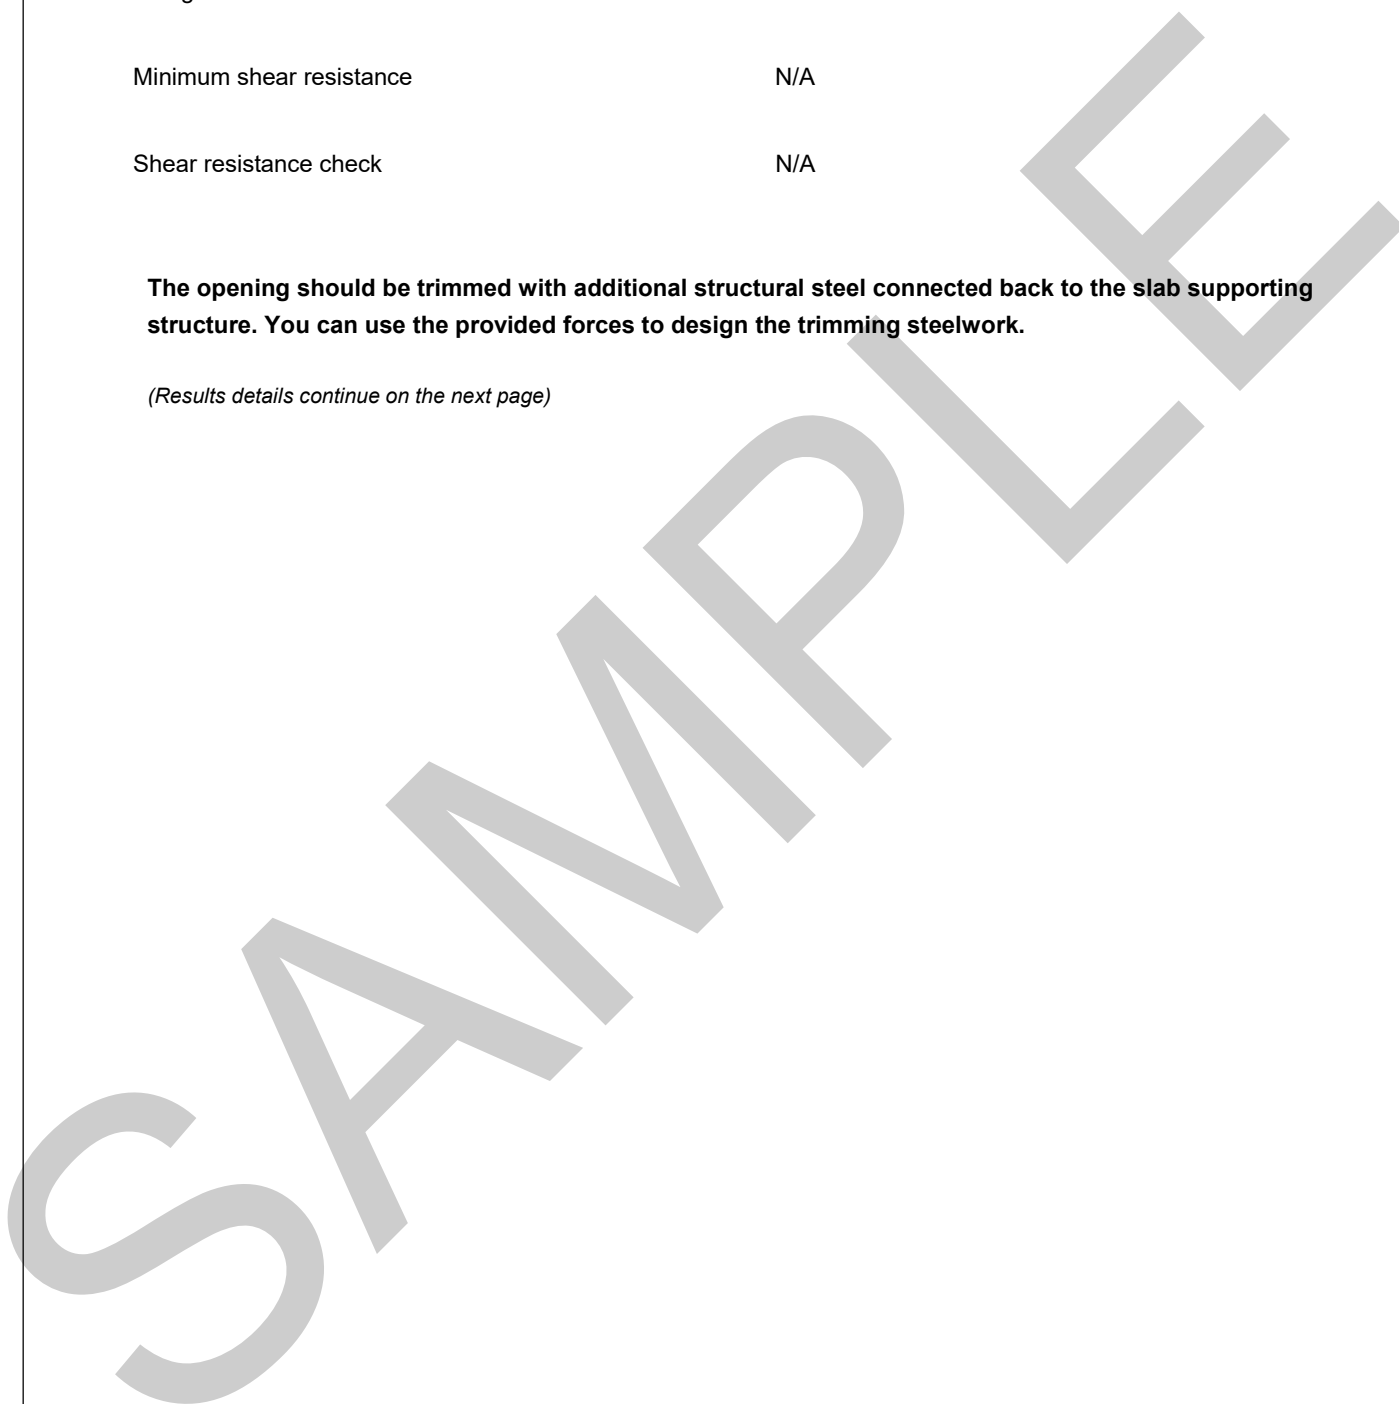 Minimum shear resistance N/A
Shear resistance check N/A
The opening should be trimmed with additional structural steel connected back to the slab supporting
structure. You can use the provided forces to design the trimming steelwork.
(Results details continue on the next page)
SAMPLE